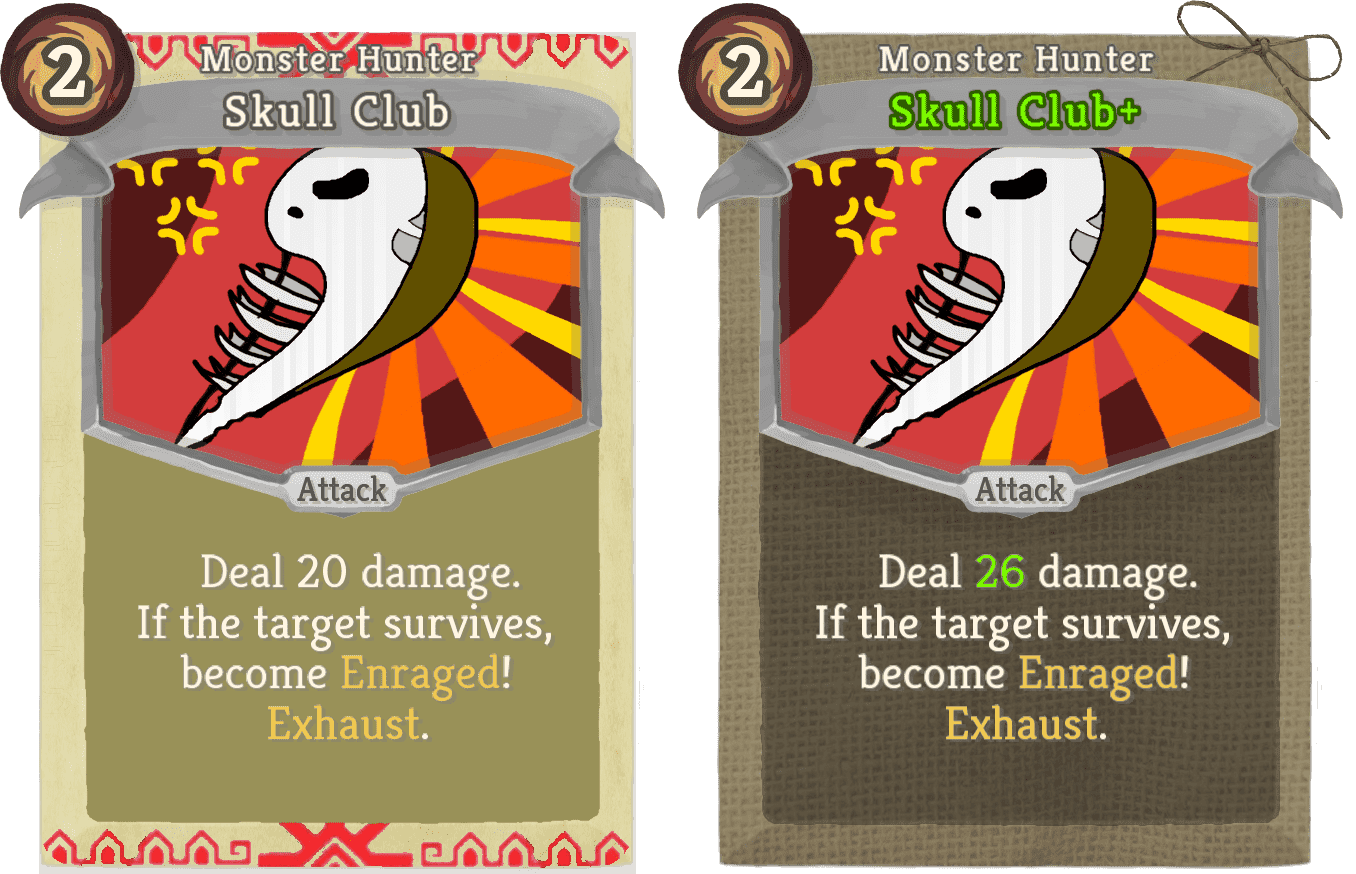 2
Monster Hunter
Skull Club
Attack
Deal 20 damage.
If the target survives,
become Enraged!
Exhaust.
2
Monster Hunter
Skull Club+
Attack
Deal 26 damage.
If the target survives,
become Enraged!
Exhaust.